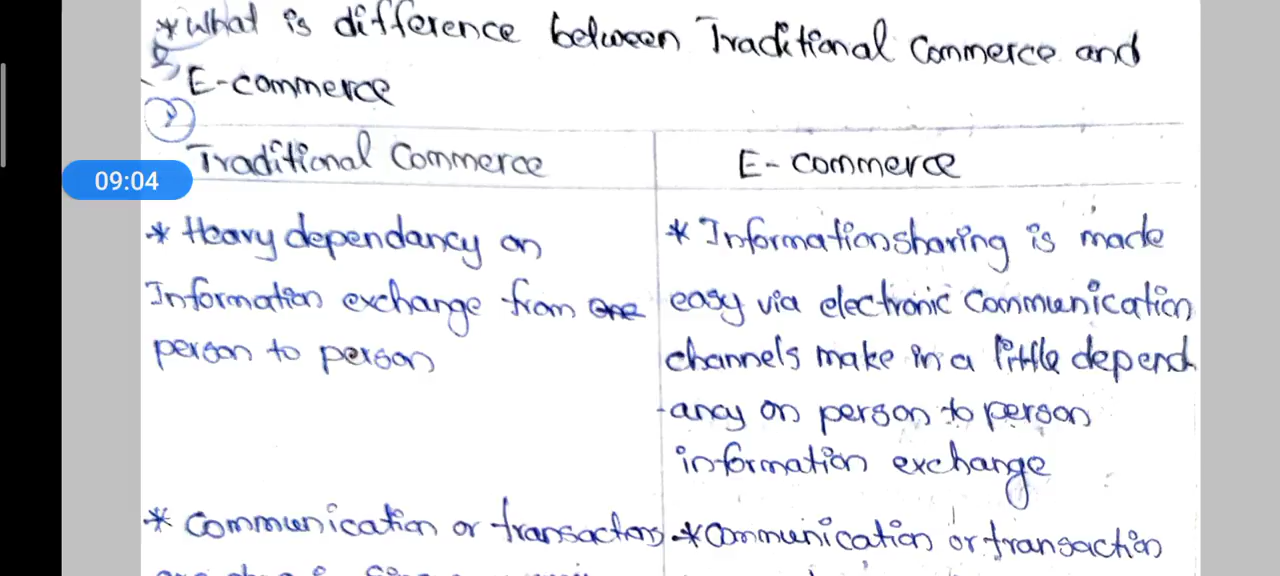 *What is difference between Traditional Commerce and
E-commerce
Traditional Commerce
E-commerce
09:04
* Heavy dependancy on
Information exchange from one
person to person
* Information sharing is made
easy via electronic communication
channels make in a little depend
-ancy on person to person
information exchange
* Communication or transactions
* Communication or transaction